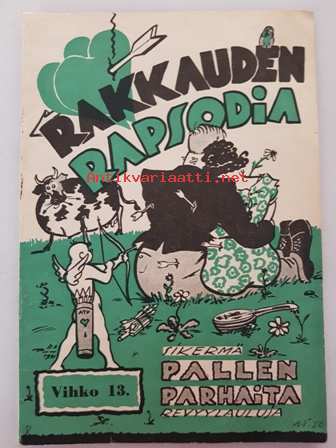 RAKKAUDEN
RAPSODIA
Antikvariaatti.net
SIKERMÄ
PALLEN
PARHAITA
REVYYLAULUJA
Vihko 13.